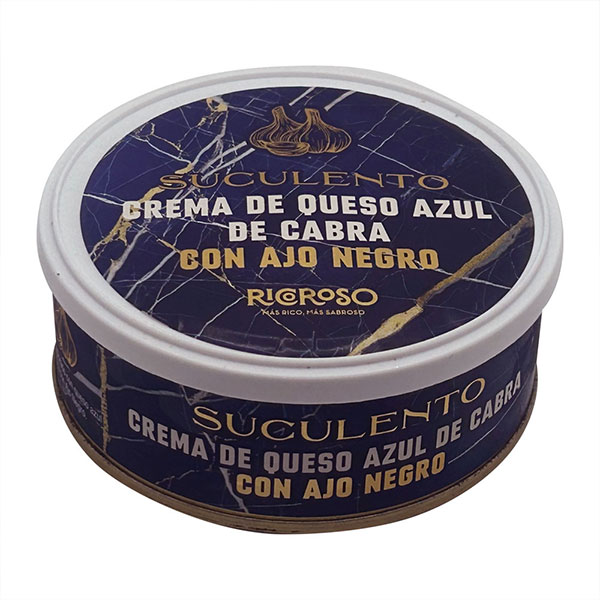 SUCULENTO
CREMA DE QUESO AZUL
DE CABRA
CON AJO NEGRO
RICOROSO
MÁS RICO, MÁS SABROSO
SUCULENTO
CREMA DE QUESO AZUL DE CABRA
CON AJO NEGRO